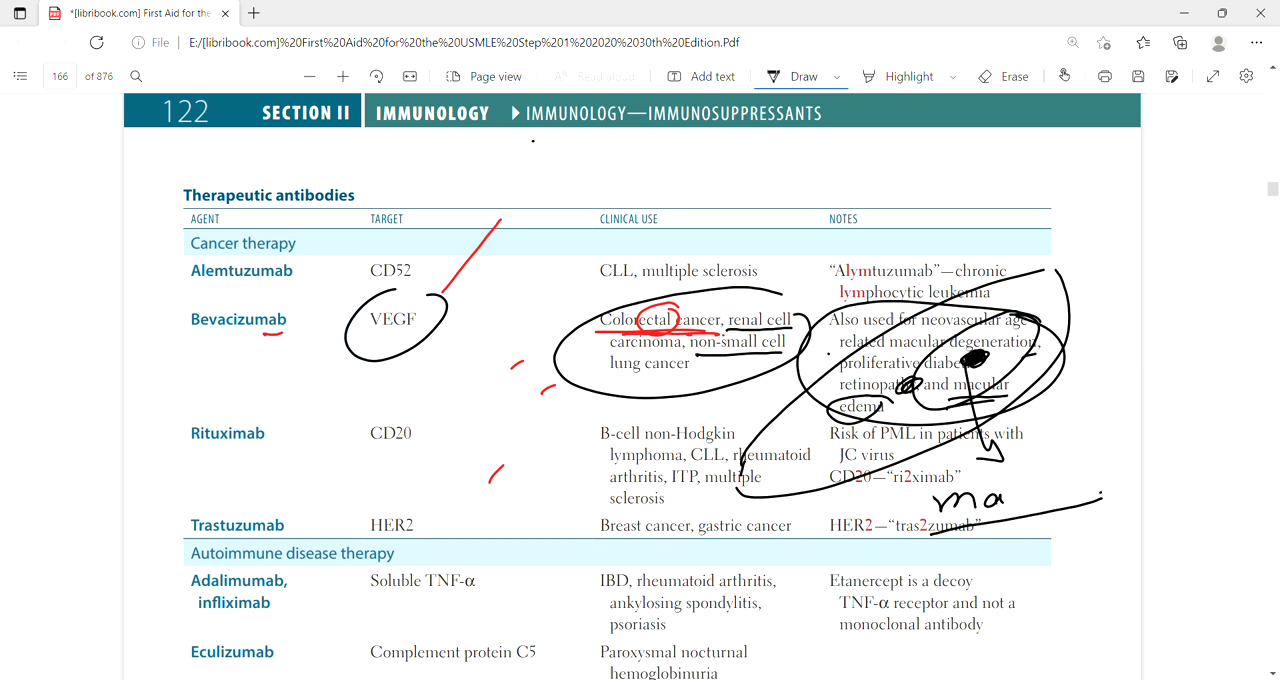 *[libribook.com] First Aid for the
File
E:/[libribook.com]%20First%20Aid%20for%20the%20USMLE%20Step%201%202020%2030th%20Edition.Pdf
166 of 876
Page view
Read aloud
Add text
Draw
Highlight
Erase
122 SECTION II IMMUNOLOGY ▶ IMMUNOLOGY—IMMUNOSUPPRESSANTS
Therapeutic antibodies
AGENT TARGET CLINICAL USE NOTES
Cancer therapy
Alemtuzumab CD52 CLL, multiple sclerosis "Alymtuzumab"—chronic
lymphocytic leukemia
Bevacizumab VEGF Colorectal cancer, renal cell Also used for neovascular age-
carcinoma, non-small cell related macular degeneration,
lung cancer proliferative diabetic
retinopathy, and macular
edema
Rituximab CD20 B-cell non-Hodgkin Risk of PML in patients with
lymphoma, CLL, rheumatoid JC virus
arthritis, ITP, multiple CD20—"ri2ximab"
sclerosis
ma
Trastuzumab HER2 Breast cancer, gastric cancer HER2—"tras2zumab"
Autoimmune disease therapy
Adalimumab, Soluble TNF-α IBD, rheumatoid arthritis, Etanercept is a decoy
infliximab ankylosing spondylitis, TNF-α receptor and not a
psoriasis monoclonal antibody
Eculizumab Complement protein C5 Paroxysmal nocturnal
hemoglobinuria